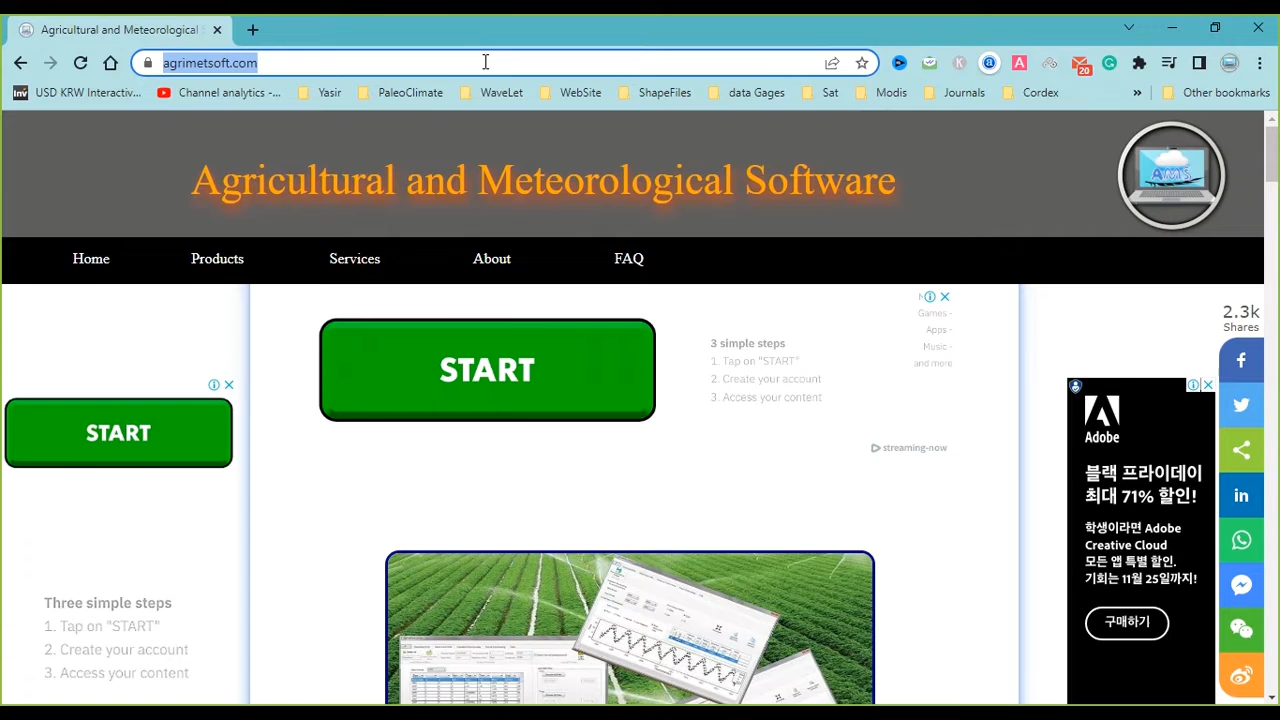 Agricultural and Meteorological
agrimetsoft.com
20
Inv USD KRW Interactiv...
Channel analytics -...
Yasir
PaleoClimate
WaveLet
WebSite
ShapeFiles
data Gages
Sat
Modis
Journals
Cordex
»
Other bookmarks
Agricultural and Meteorological Software
AMTS
Home
Products
Services
About
FAQ
START
3 simple steps
1. Tap on "START"
2. Create your account
3. Access your content
Games -
Apps -
Music -
and more
streaming-now
2.3k
Shares
START
Three simple steps
1. Tap on "START"
2. Create your account
3. Access your content
Adobe
블랙 프라이데이
최대 71% 할인!
학생이라면 Adobe
Creative Cloud
모든 앱 특별 할인.
기회는 11월 25일까지!
구매하기